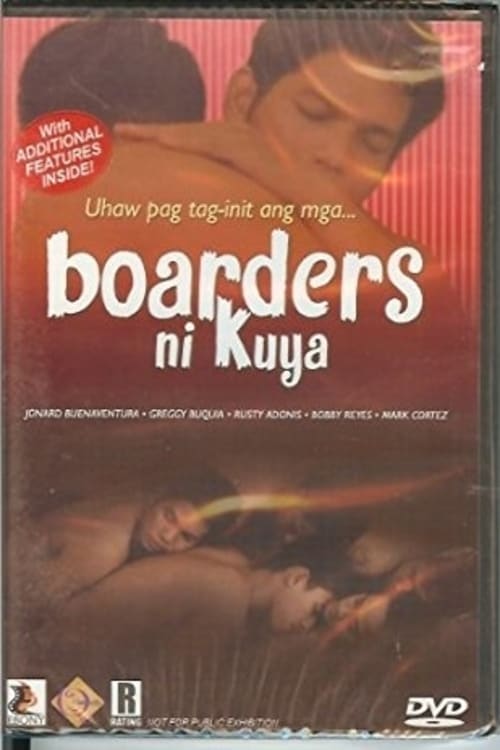 With
ADDITIONAL
FEATURES
INSIDE!
Uhaw pag tag-init ang mga...
boarders
ni Kuya
JONARD BUENAVENTURA • GREGGY BUQUIA • RUSTY ADONIS • BOBBY REYES • MARK CORTEZ
EBONY
R
RATING
NOT FOR PUBLIC EXHIBITION
DVD